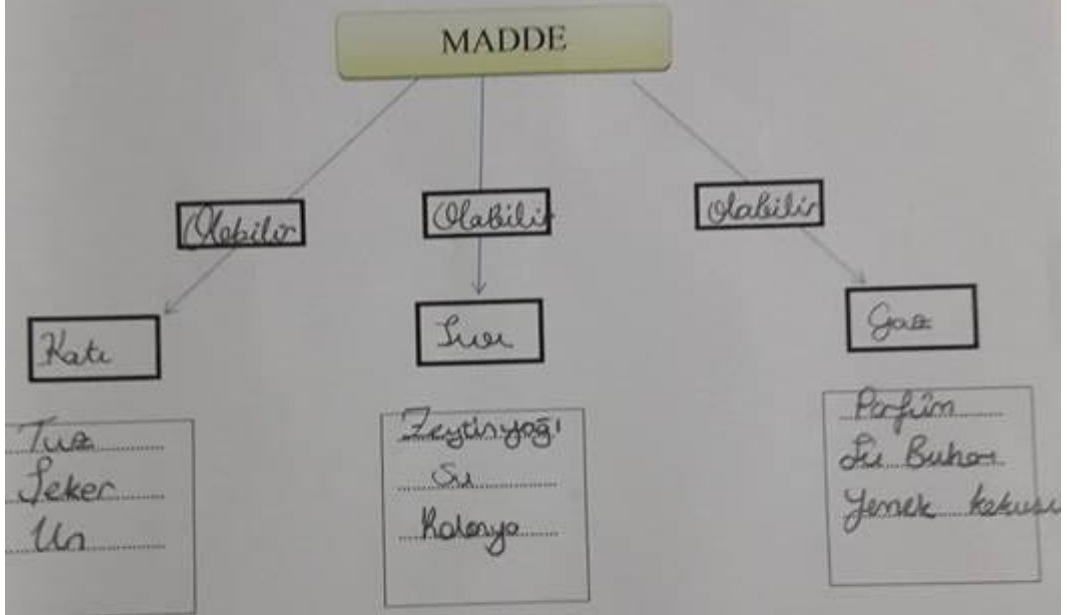 MADDE
Olabilir
Olabilir
Olabilir
Katı
Sıvı
Gaz
Tuz
Şeker
Un
Zeytinyağı
Su
Kolonya
Parfüm
Su Buharı
Yemek kokusu